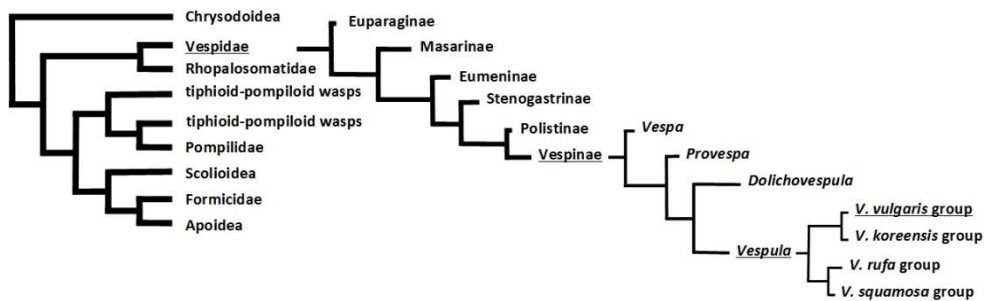 Chrysodoidea
Vespidae
Rhopalosomatidae
tiphioid-pompiloid wasps
tiphioid-pompiloid wasps
Pompilidae
Scolioidea
Formicidae
Apoidea
Euparaginae
Masarinae
Eumeninae
Stenogastrinae
Polistinae
Vespinae
Vespa
Provespa
Dolichovespula
Vespula
V. vulgaris group
V. koreensis group
V. rufa group
V. squamosa group